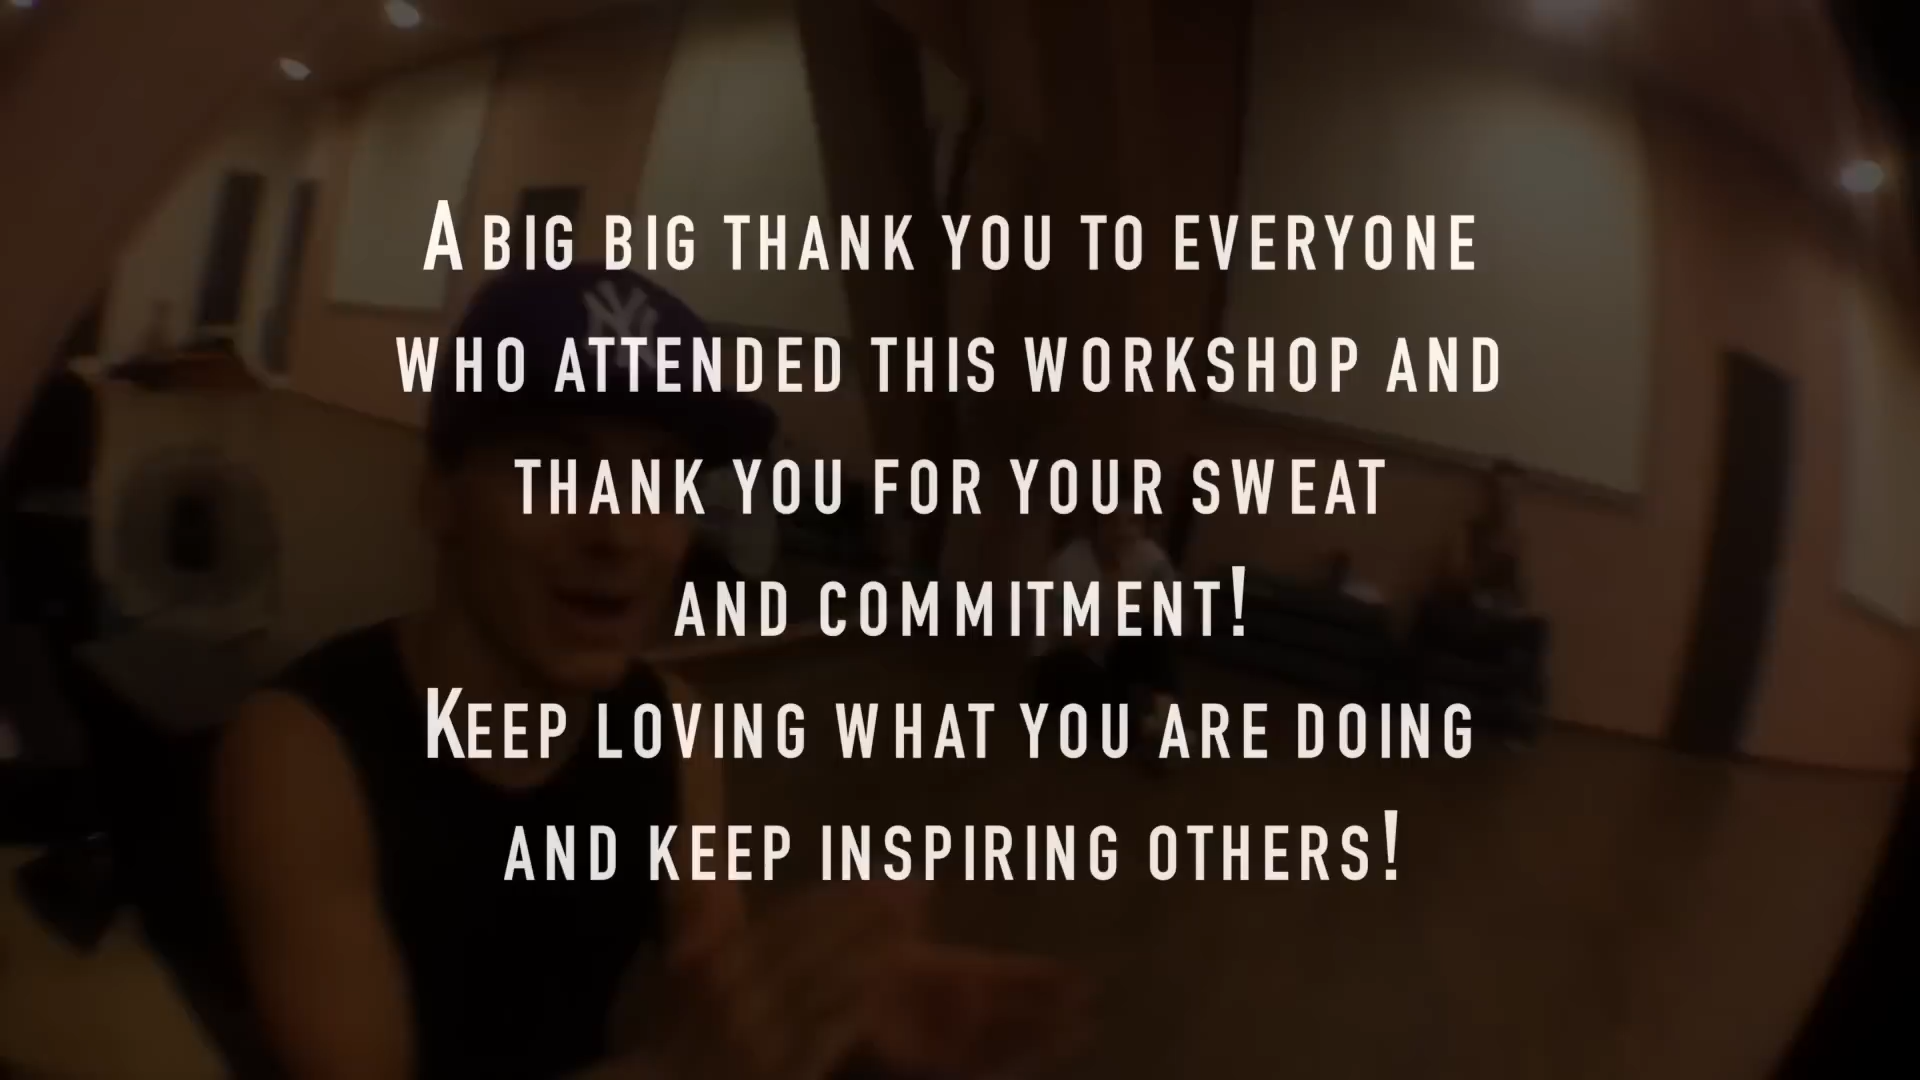 A BIG BIG THANK YOU TO EVERYONE
WHO ATTENDED THIS WORKSHOP AND
THANK YOU FOR YOUR SWEAT
AND COMMITMENT!
KEEP LOVING WHAT YOU ARE DOING
AND KEEP INSPIRING OTHERS!
NY